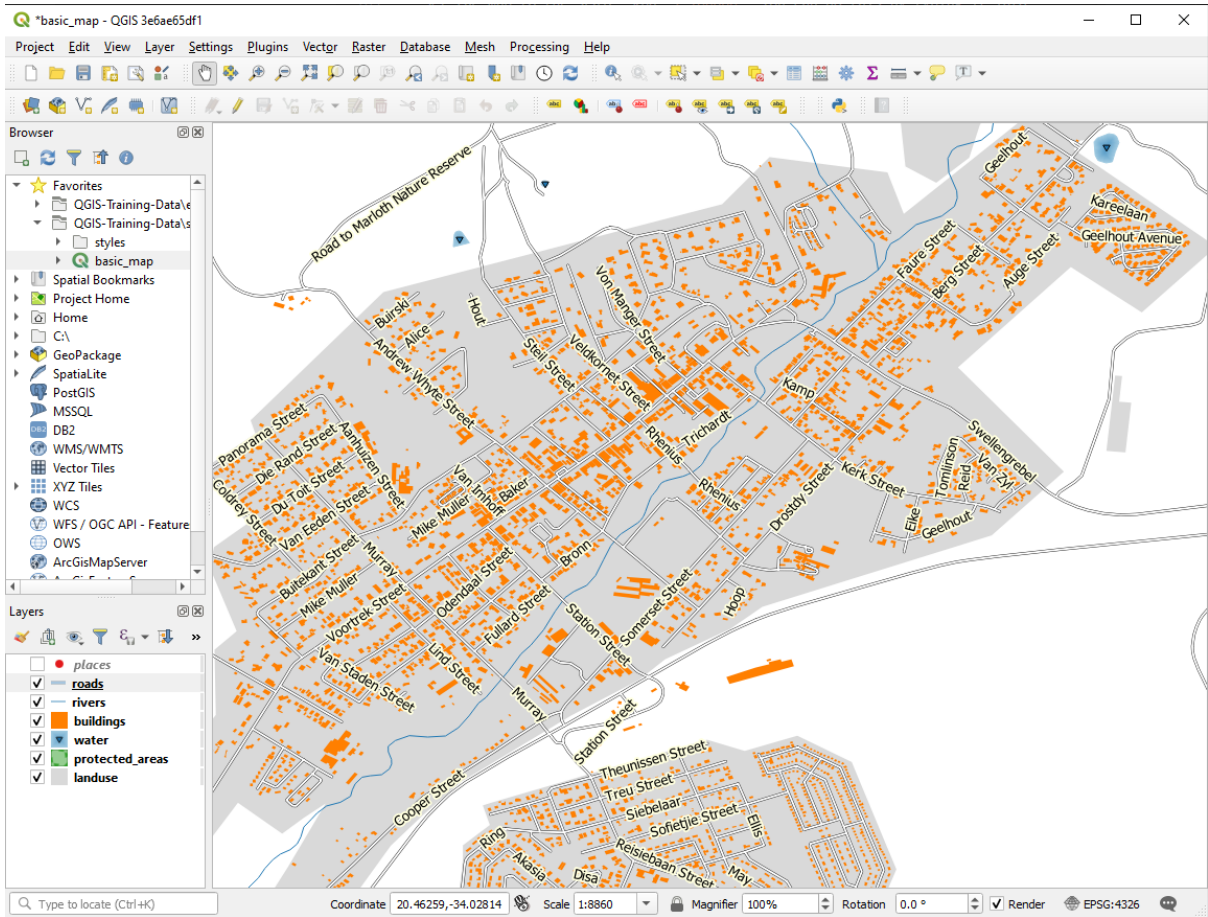 *basic_map - QGIS 3e6ae65df1
Project Edit View Layer Settings Plugins Vector Raster Database Mesh Processing Help
Browser
Favorites
QGIS-Training-Data\e
QGIS-Training-Data\s
styles
basic_map
Spatial Bookmarks
Project Home
Home
C:\
GeoPackage
SpatiaLite
PostGIS
MSSQL
DB2
WMS/WMTS
Vector Tiles
XYZ Tiles
WCS
WFS / OGC API - Feature
OWS
ArcGisMapServer
Layers
places
roads
rivers
buildings
water
protected_areas
landuse
Road to Marloth Nature Reserve
Geelhout
Kareelaan
Geelhout Avenue
Faure Street
Berg Street
Auge Street
Von Manger Street
Buirski
Alice
Hout
Andrew Whyte Street
Steil Street
Veldkornet Street
Kamp
Panorama Street
Die Rand Street
Aanhuizen Street
Du Toit Street
Coldrey Street
Van Eeden Street
Van Imhoff
Baker
Mike Muller
Rhenius
Trichardt
Rhenius
Drostdy Street
Kerk Street
Swellengrebel
Tomlinson
Reid
Van Zyl
Eike
Geelhout
Buitekant Street
Murray
Mike Muller
Voortrek Street
Odendaal Street
Bronn
Fullard Street
Station Street
Somerset Street
Hoop
Van Staden Street
Lind Street
Murray
Station Street
Cooper Street
Theunissen Street
Treu Street
Siebelaar
Sofietjie Street
Ellis
Ring
Reisiebaan Street
Akasia
Disa
May
Type to locate (Ctrl+K)
Coordinate 20.46259,-34.02814 Scale 1:8860 Magnifier 100% Rotation 0.0 ° Render EPSG:4326